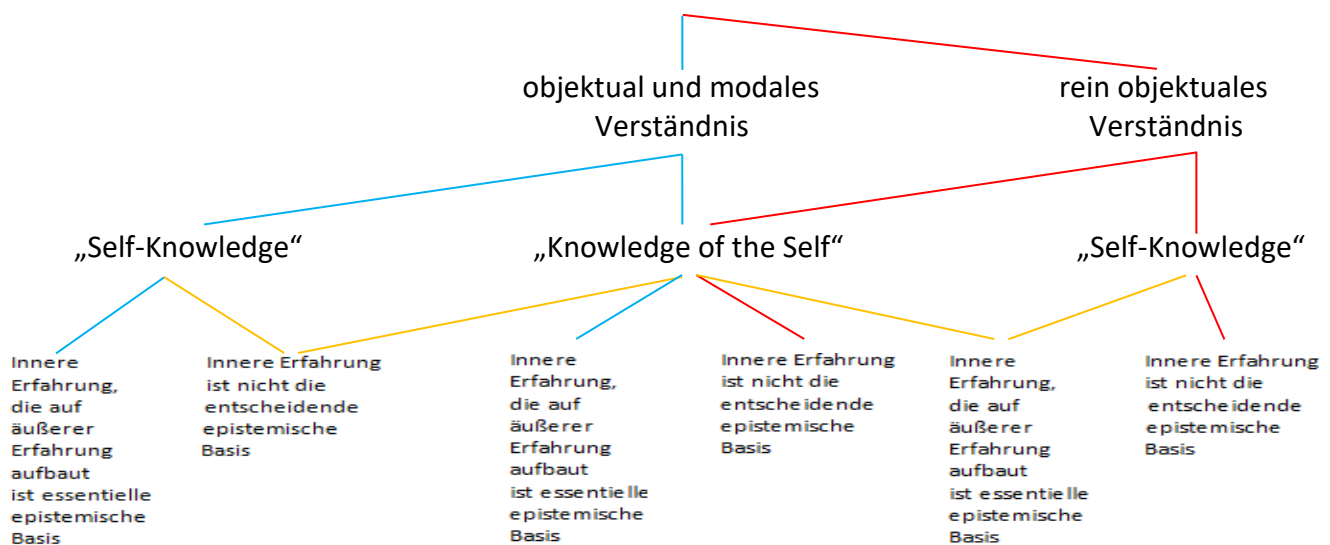 objektual und modales
Verständnis
rein objektuales
Verständnis
„Self-Knowledge“
„Knowledge of the Self“
„Self-Knowledge“
Innere
Erfahrung,
die auf
äußerer
Erfahrung
aufbaut
ist essentielle
epistemische
Basis
Innere Erfahrung
ist nicht die
entscheidende
epistemische
Basis
Innere
Erfahrung,
die auf
äußerer
Erfahrung
aufbaut
ist essentielle
epistemische
Basis
Innere Erfahrung
ist nicht die
entscheidende
epistemische
Basis
Innere
Erfahrung,
die auf
äußerer
Erfahrung
aufbaut
ist essentielle
epistemische
Basis
Innere Erfahrung
ist nicht die
entscheidende
epistemische
Basis